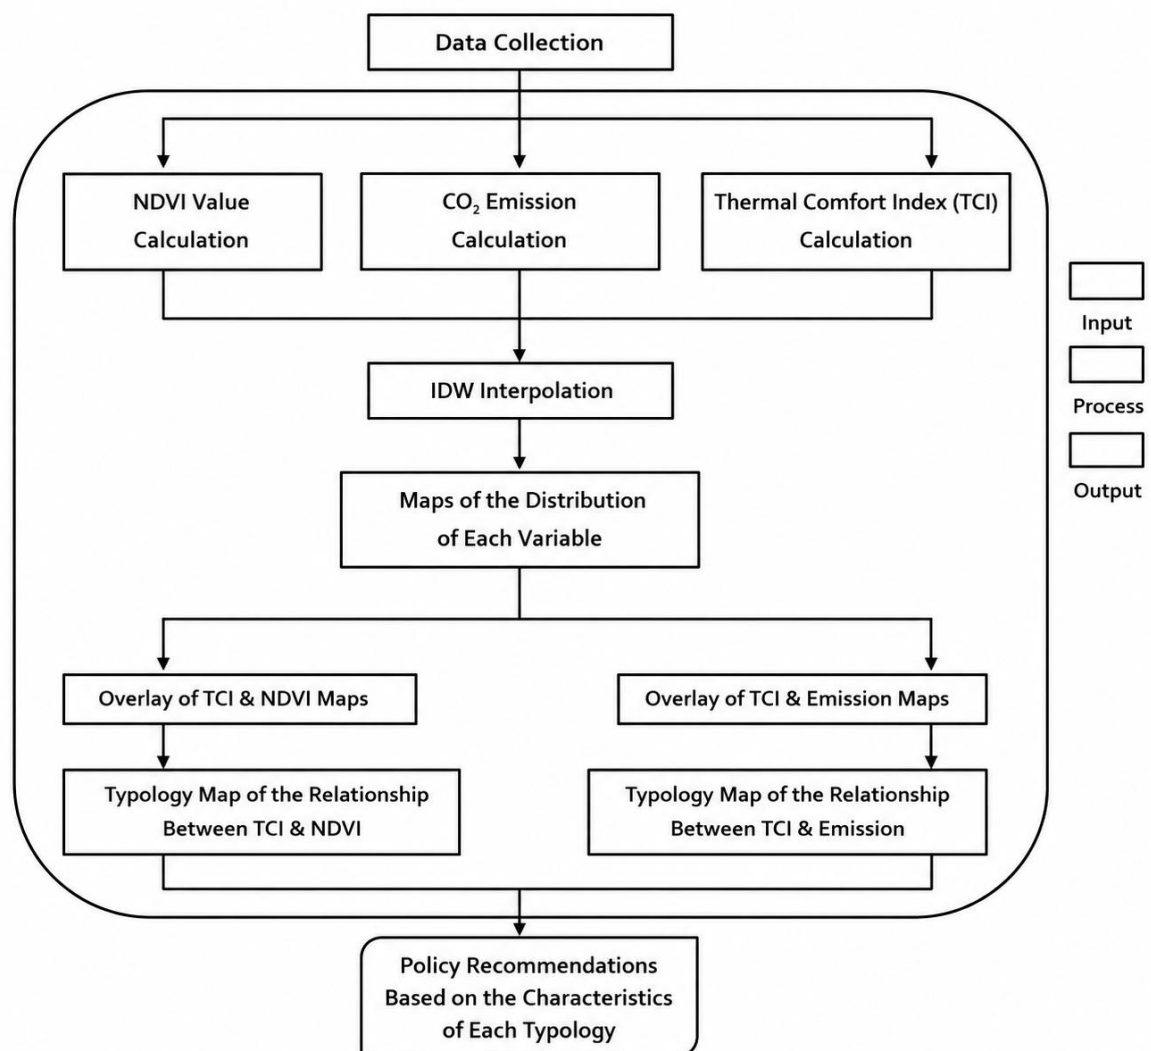 Data Collection
NDVI Value
Calculation
CO₂ Emission
Calculation
Thermal Comfort Index (TCI)
Calculation
Input
Process
Output
IDW Interpolation
Maps of the Distribution
of Each Variable
Overlay of TCI & NDVI Maps
Overlay of TCI & Emission Maps
Typology Map of the Relationship
Between TCI & NDVI
Typology Map of the Relationship
Between TCI & Emission
Policy Recommendations
Based on the Characteristics
of Each Typology